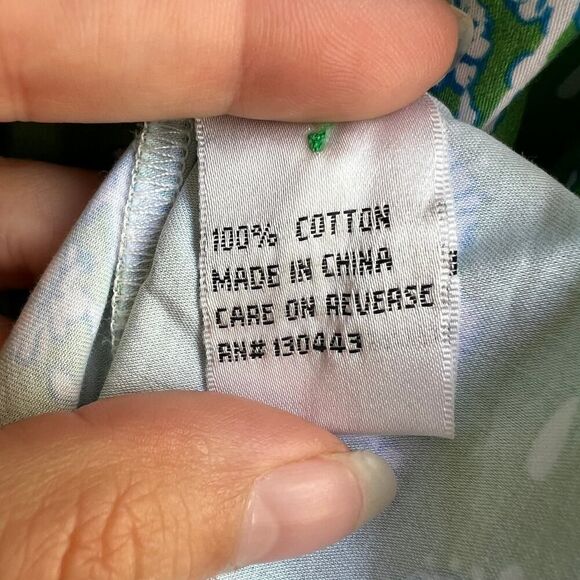 100% COTTON
MADE IN CHINA
CARE ON REVERSE
RN# 130443